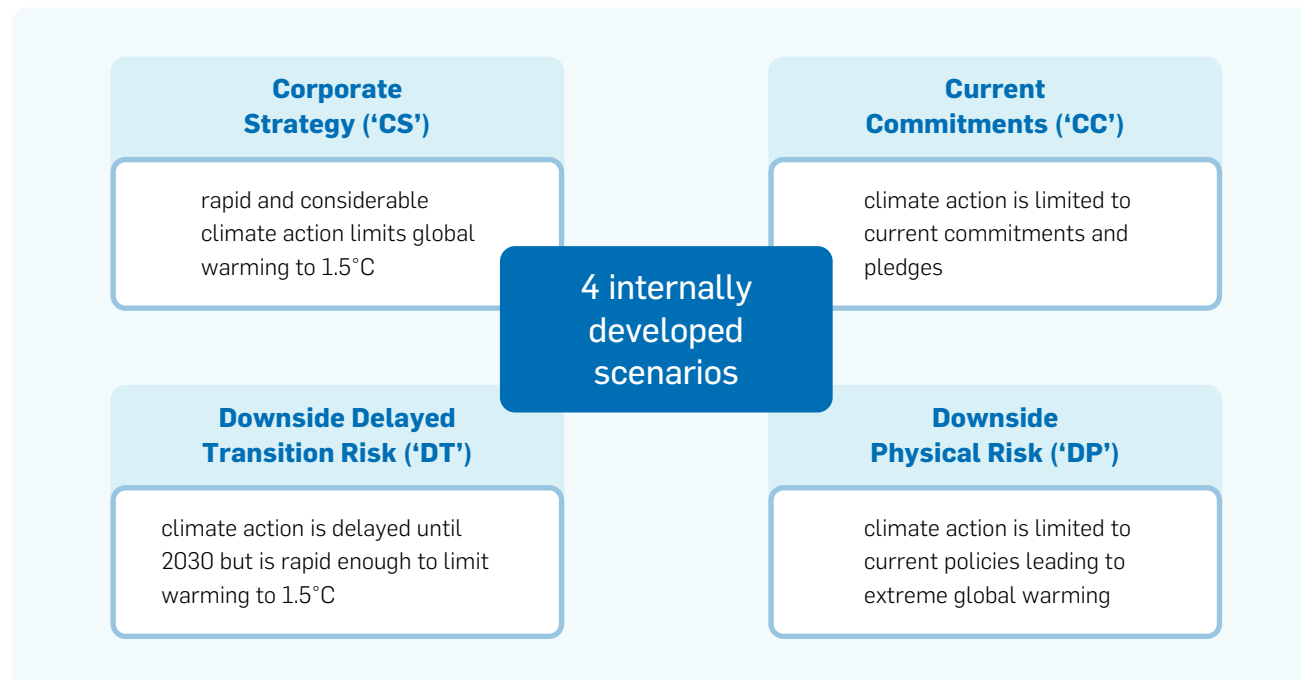 Corporate
Strategy (‘CS’)
rapid and considerable
climate action limits global
warming to 1.5°C
Current
Commitments (‘CC’)
climate action is limited to
current commitments and
pledges
4 internally
developed
scenarios
Downside Delayed
Transition Risk (‘DT’)
climate action is delayed until
2030 but is rapid enough to limit
warming to 1.5°C
Downside
Physical Risk (‘DP’)
climate action is limited to
current policies leading to
extreme global warming